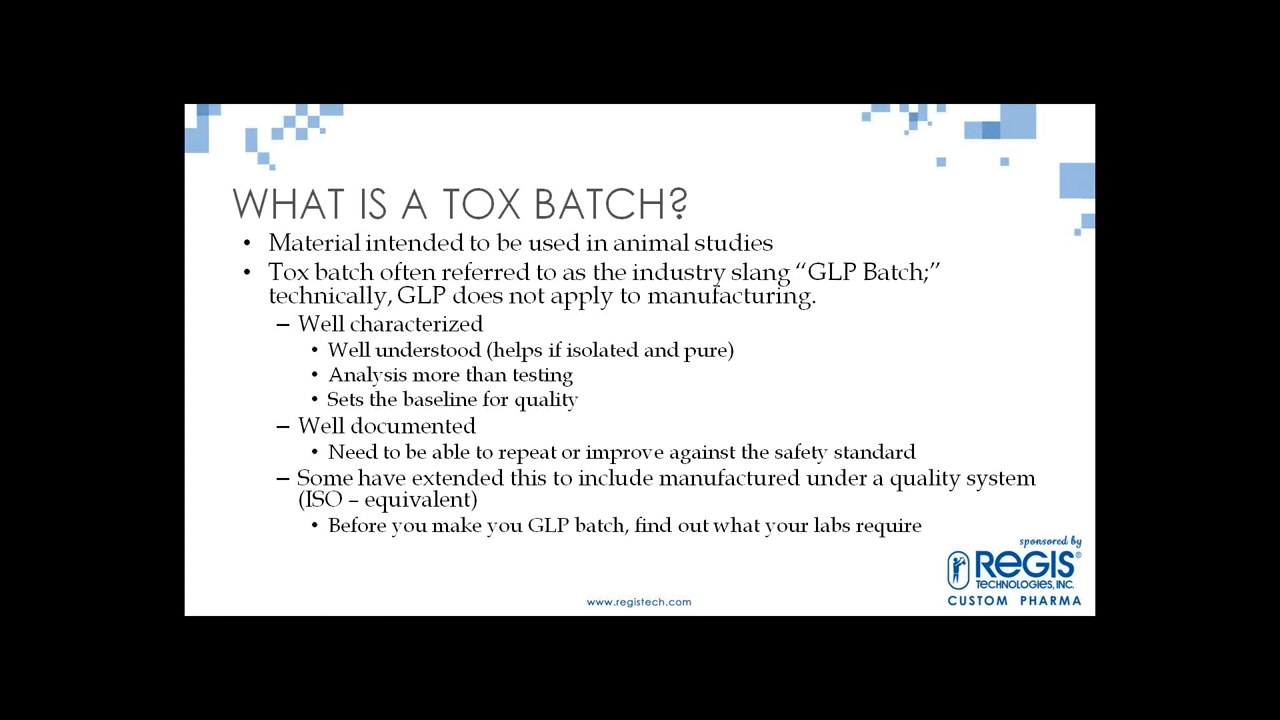 WHAT IS A TOX BATCH?
• Material intended to be used in animal studies
• Tox batch often referred to as the industry slang “GLP Batch;”
technically, GLP does not apply to manufacturing.
– Well characterized
• Well understood (helps if isolated and pure)
• Analysis more than testing
• Sets the baseline for quality
– Well documented
• Need to be able to repeat or improve against the safety standard
– Some have extended this to include manufactured under a quality system
(ISO – equivalent)
• Before you make you GLP batch, find out what your labs require
sponsored by
REGIS®
TECHNOLOGIES, INC.
CUSTOM PHARMA
www.registech.com